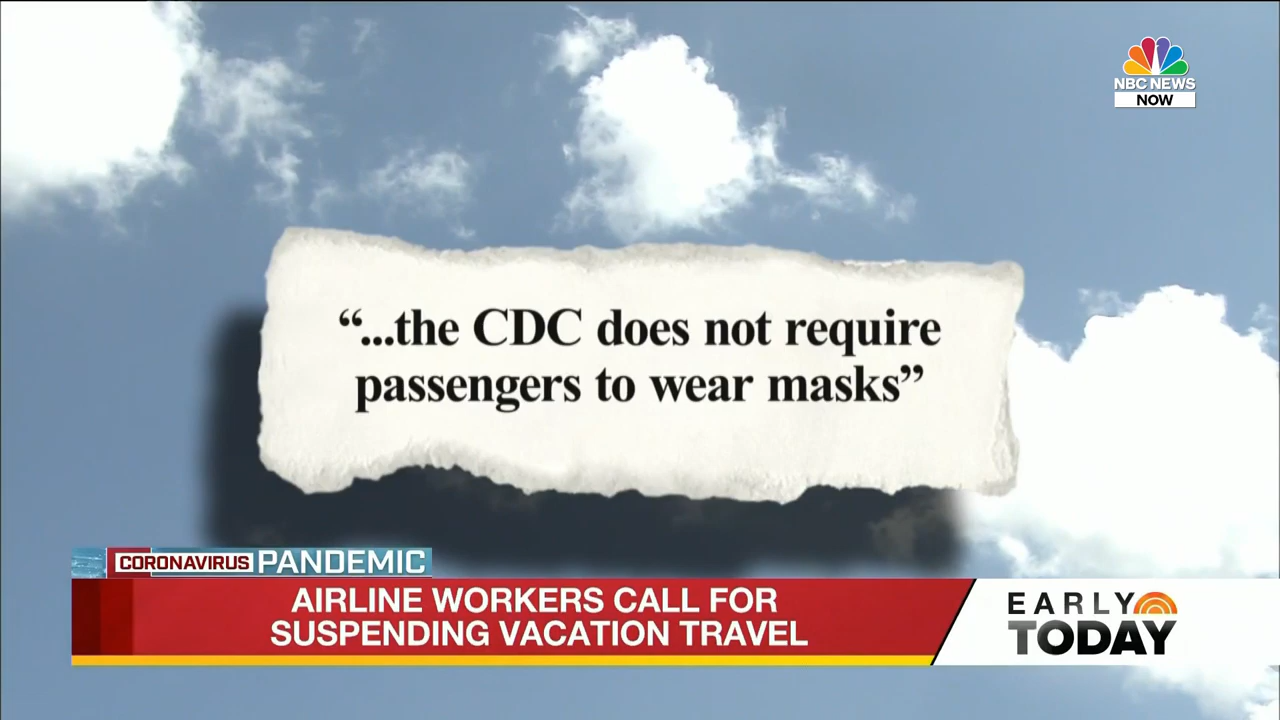 NBC NEWS
NOW
“...the CDC does not require
passengers to wear masks”
CORONAVIRUS PANDEMIC
AIRLINE WORKERS CALL FOR
SUSPENDING VACATION TRAVEL
EARLY
TODAY